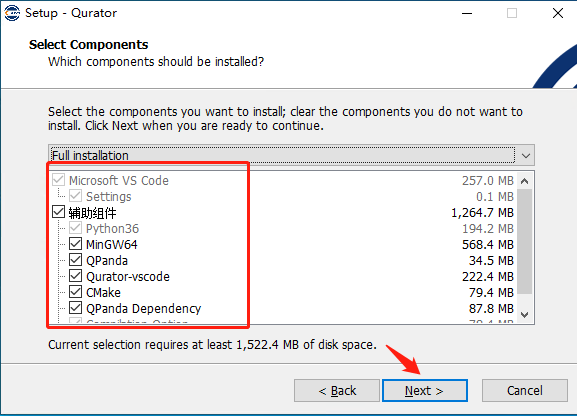 Setup - Qurator
Select Components
Which components should be installed?
Select the components you want to install; clear the components you do not want to
install. Click Next when you are ready to continue.
Full installation
Microsoft VS Code 257.0 MB
Settings 0.1 MB
辅助组件 1,264.7 MB
Python36 194.2 MB
MinGW64 568.4 MB
QPanda 34.5 MB
Qurator-vscode 222.4 MB
CMake 79.4 MB
QPanda Dependency 87.8 MB
Compilation Option
Current selection requires at least 1,522.4 MB of disk space.
< Back
Next >
Cancel